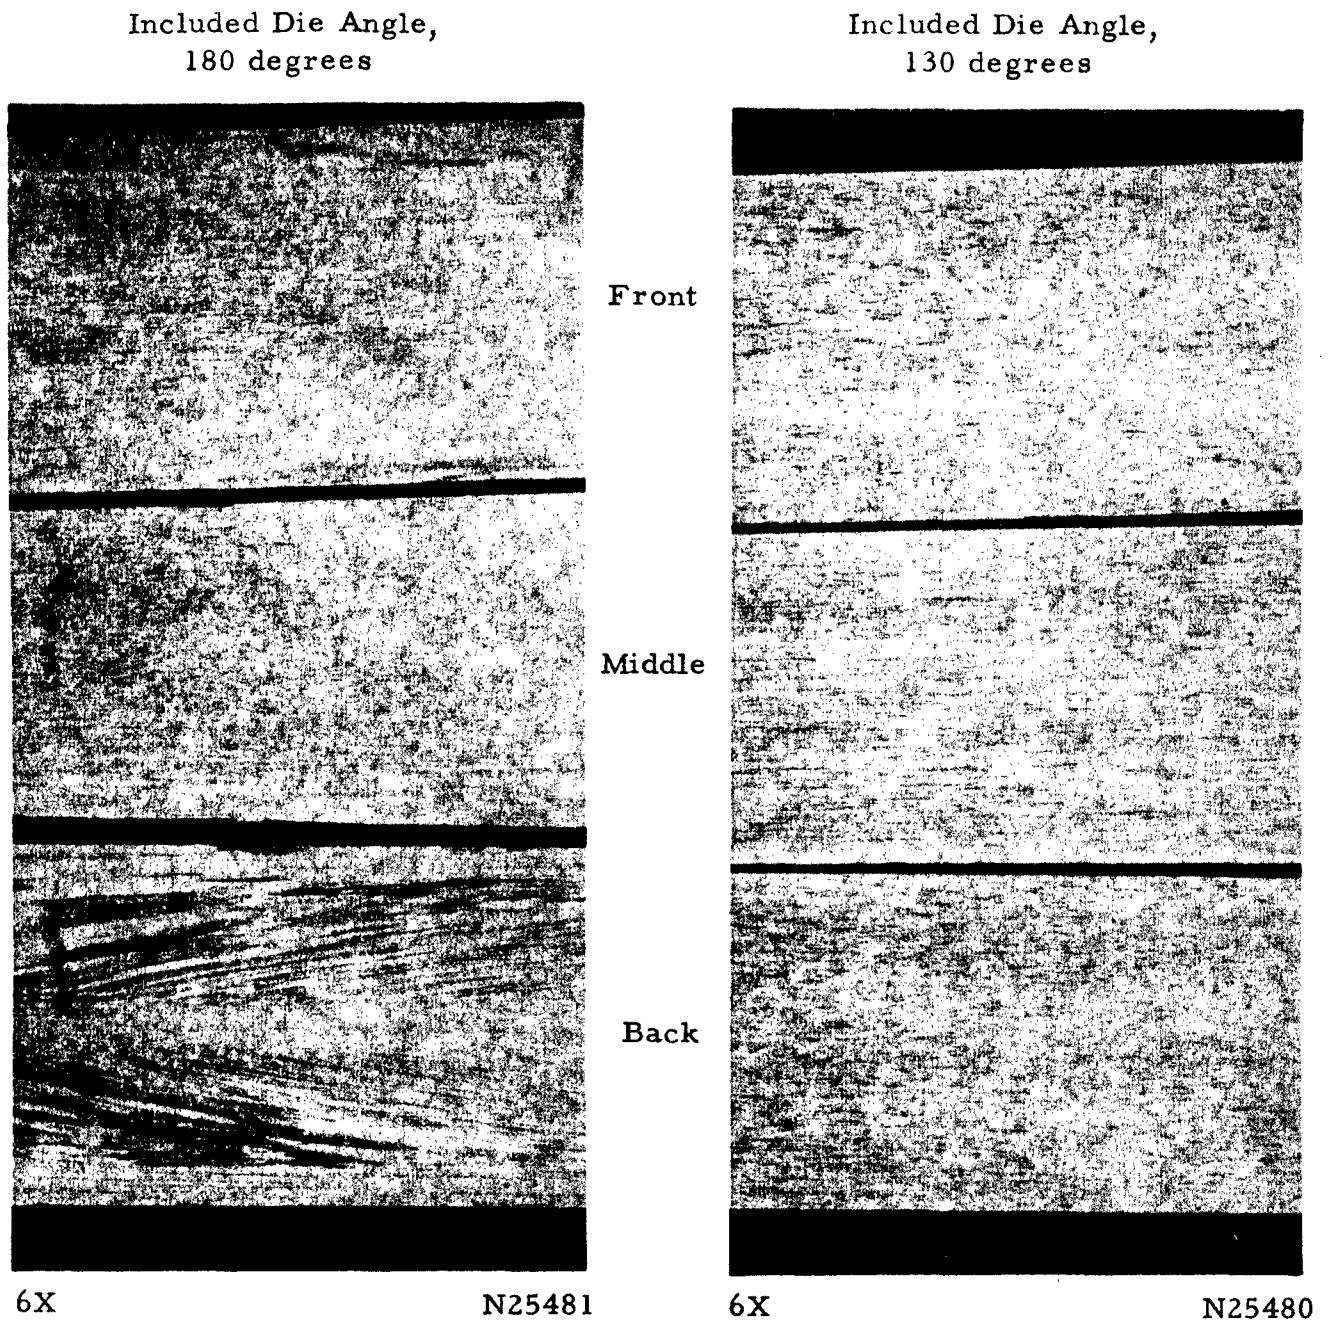 Included Die Angle,
180 degrees
Included Die Angle,
130 degrees
Front
Middle
Back
6X
N25481
6X
N25480